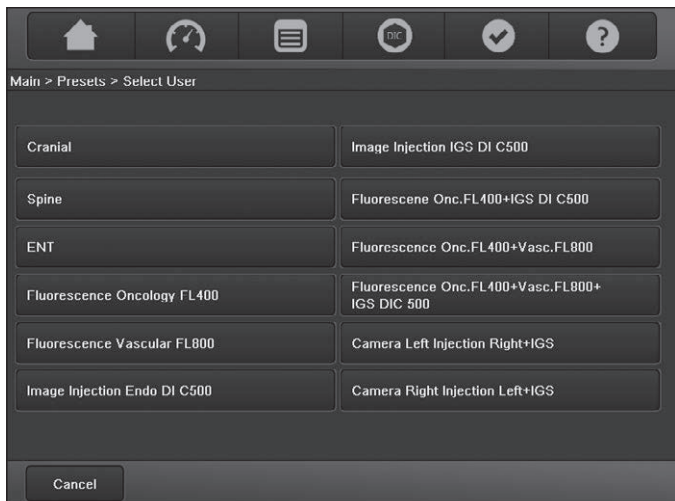 DIC
?
Main > Presets > Select User
Cranial
Image Injection IGS DI C500
Spine
Fluorescene Onc.FL400+IGS DI C500
ENT
Fluorescence Onc.FL400+Vasc.FL800
Fluorescence Oncology FL400
Fluorescence Onc.FL400+Vasc.FL800+
IGS DIC 500
Fluorescence Vascular FL800
Camera Left Injection Right+IGS
Image Injection Endo DI C500
Camera Right Injection Left+IGS
Cancel